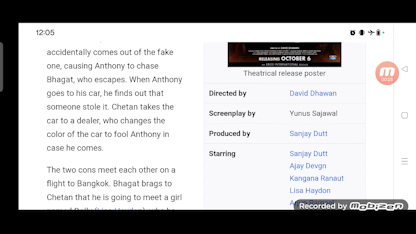 12:05
accidentally comes out of the fake
one, causing Anthony to chase
Bhagat, who escapes. When Anthony
goes to his car, he finds out that
someone stole it. Chetan takes the
car to a dealer, who changes the
color of the car to fool Anthony in
case he comes.
The two cons meet each other on a
flight to Bangkok. Bhagat brags to
Chetan that he is going to meet a girl
RELEASING OCTOBER 6
Theatrical release poster
Directed by David Dhawan
Screenplay by Yunus Sajawal
Produced by Sanjay Dutt
Starring Sanjay Dutt
Ajay Devgn
Kangana Ranaut
Lisa Haydon
Recorded by Mobizen